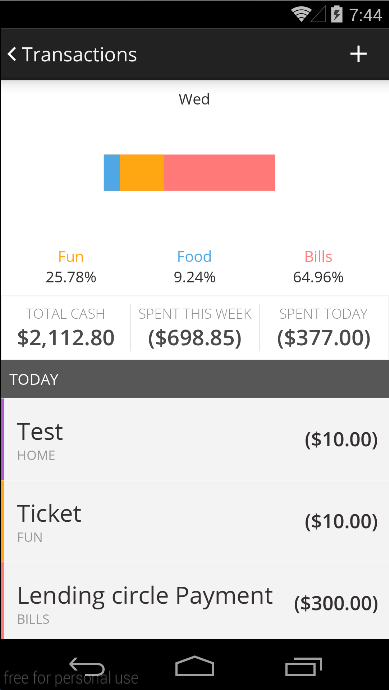 7:44
Transactions
Wed
Fun Food Bills
25.78% 9.24% 64.96%
TOTAL CASH SPENT THIS WEEK SPENT TODAY
$2,112.80 ($698.85) ($377.00)
TODAY
Test
HOME
($10.00)
Ticket
FUN
($10.00)
Lending circle Payment
BILLS
($300.00)
free for personal use